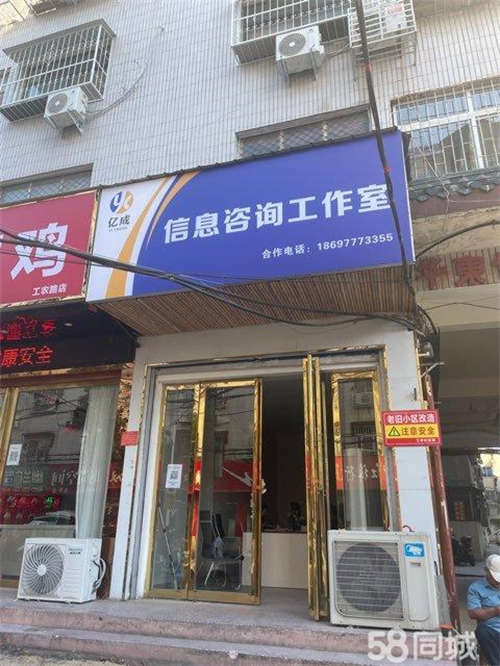 亿成
信息咨询工作室
合作电话：18697773355
鸡
工农路店
康安全
老旧小区改造
注意安全
58同城